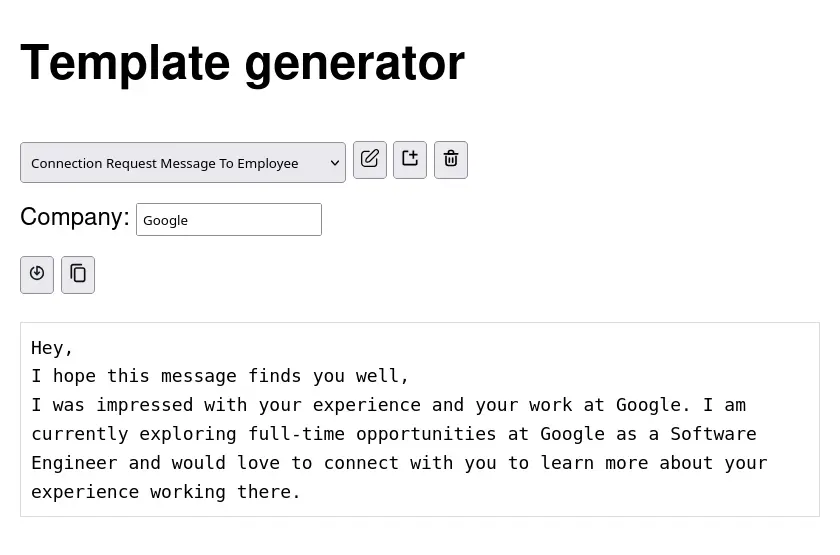 Template generator
Connection Request Message To Employee
Company: Google
Hey,
I hope this message finds you well,
I was impressed with your experience and your work at Google. I am
currently exploring full-time opportunities at Google as a Software
Engineer and would love to connect with you to learn more about your
experience working there.